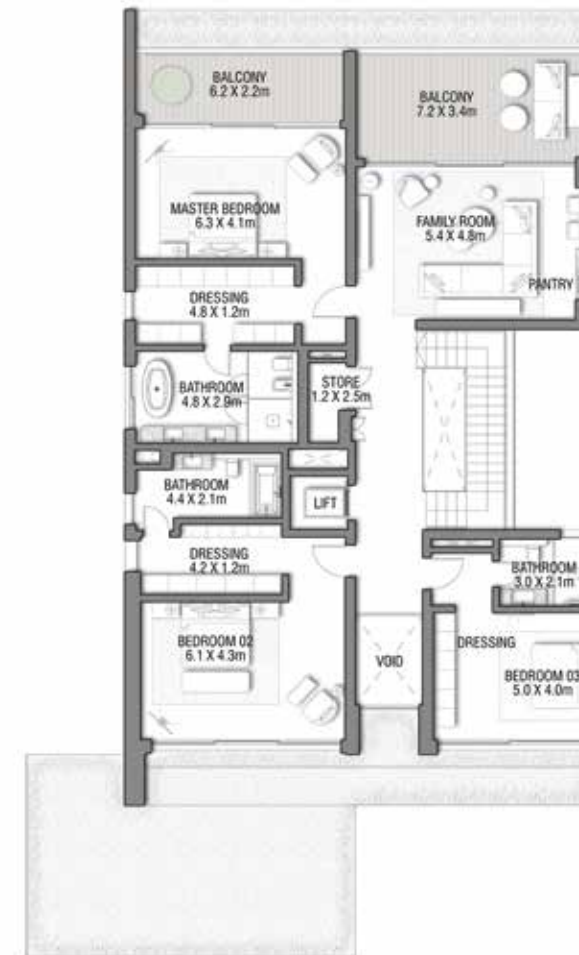 BALCONY
6.2 X 2.2m
BALCONY
7.2 X 3.4m
MASTER BEDROOM
6.3 X 4.1m
FAMILY ROOM
5.4 X 4.8m
PANTRY
DRESSING
4.8 X 1.2m
BATHROOM
4.8 X 2.9m
STORE
1.2 X 2.5m
BATHROOM
4.4 X 2.1m
LIFT
DRESSING
4.2 X 1.2m
BATHROOM
3.0 X 2.1m
BEDROOM 02
6.1 X 4.3m
VOID
DRESSING
BEDROOM 03
5.0 X 4.0m